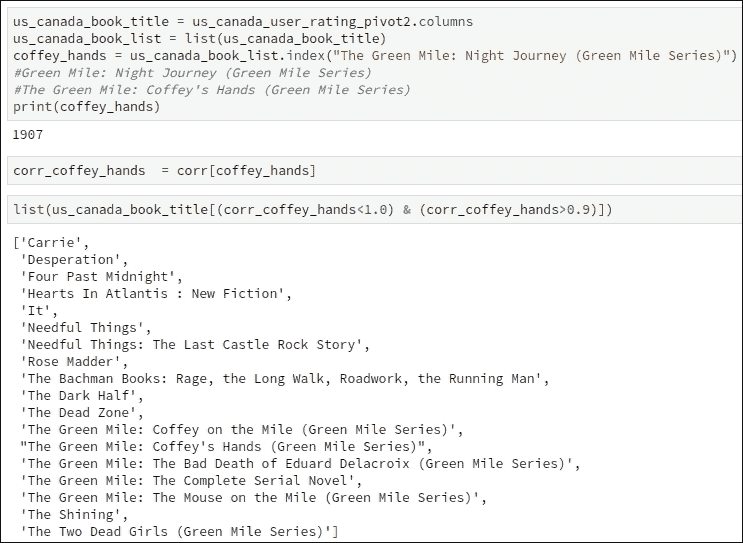 us_canada_book_title = us_canada_user_rating_pivot2.columns
us_canada_book_list = list(us_canada_book_title)
coffey_hands = us_canada_book_list.index("The Green Mile: Night Journey (Green Mile Series)")
#Green Mile: Night Journey (Green Mile Series)
#The Green Mile: Coffey's Hands (Green Mile Series)
print(coffey_hands)
1907
corr_coffey_hands  = corr[coffey_hands]
list(us_canada_book_title[(corr_coffey_hands<1.0) & (corr_coffey_hands>0.9)])
['Carrie',
 'Desperation',
 'Four Past Midnight',
 'Hearts In Atlantis : New Fiction',
 'It',
 'Needful Things',
 'Needful Things: The Last Castle Rock Story',
 'Rose Madder',
 'The Bachman Books: Rage, the Long Walk, Roadwork, the Running Man',
 'The Dark Half',
 'The Dead Zone',
 'The Green Mile: Coffey on the Mile (Green Mile Series)',
 "The Green Mile: Coffey's Hands (Green Mile Series)",
 'The Green Mile: The Bad Death of Eduard Delacroix (Green Mile Series)',
 'The Green Mile: The Complete Serial Novel',
 'The Green Mile: The Mouse on the Mile (Green Mile Series)',
 'The Shining',
 'The Two Dead Girls (Green Mile Series)']